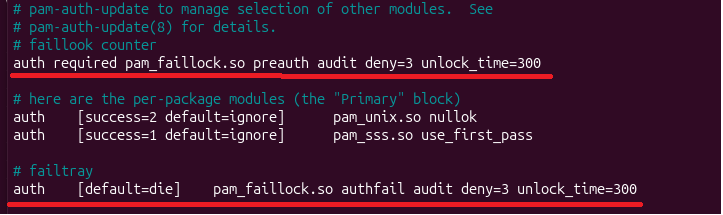 # pam-auth-update to manage selection of other modules.  See
# pam-auth-update(8) for details.
# faillook counter
auth required pam_faillock.so preauth audit deny=3 unlock_time=300
# here are the per-package modules (the "Primary" block)
auth    [success=2 default=ignore]      pam_unix.so nullok
auth    [success=1 default=ignore]      pam_sss.so use_first_pass
# failtray
auth    [default=die]    pam_faillock.so authfail audit deny=3 unlock_time=300